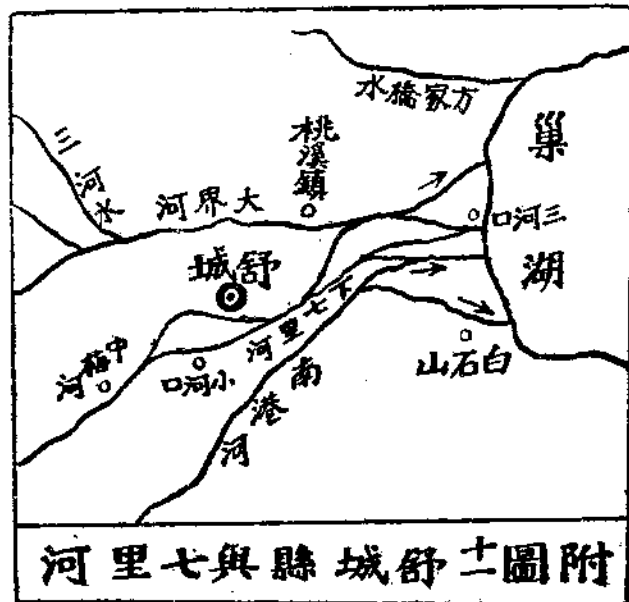 方家橋水
巢湖
桃溪鎮
三河水
大界河
三河口
舒城
下七里河
中梅河
小河口
南港河
白石山
附圖十一 舒城縣與七里河